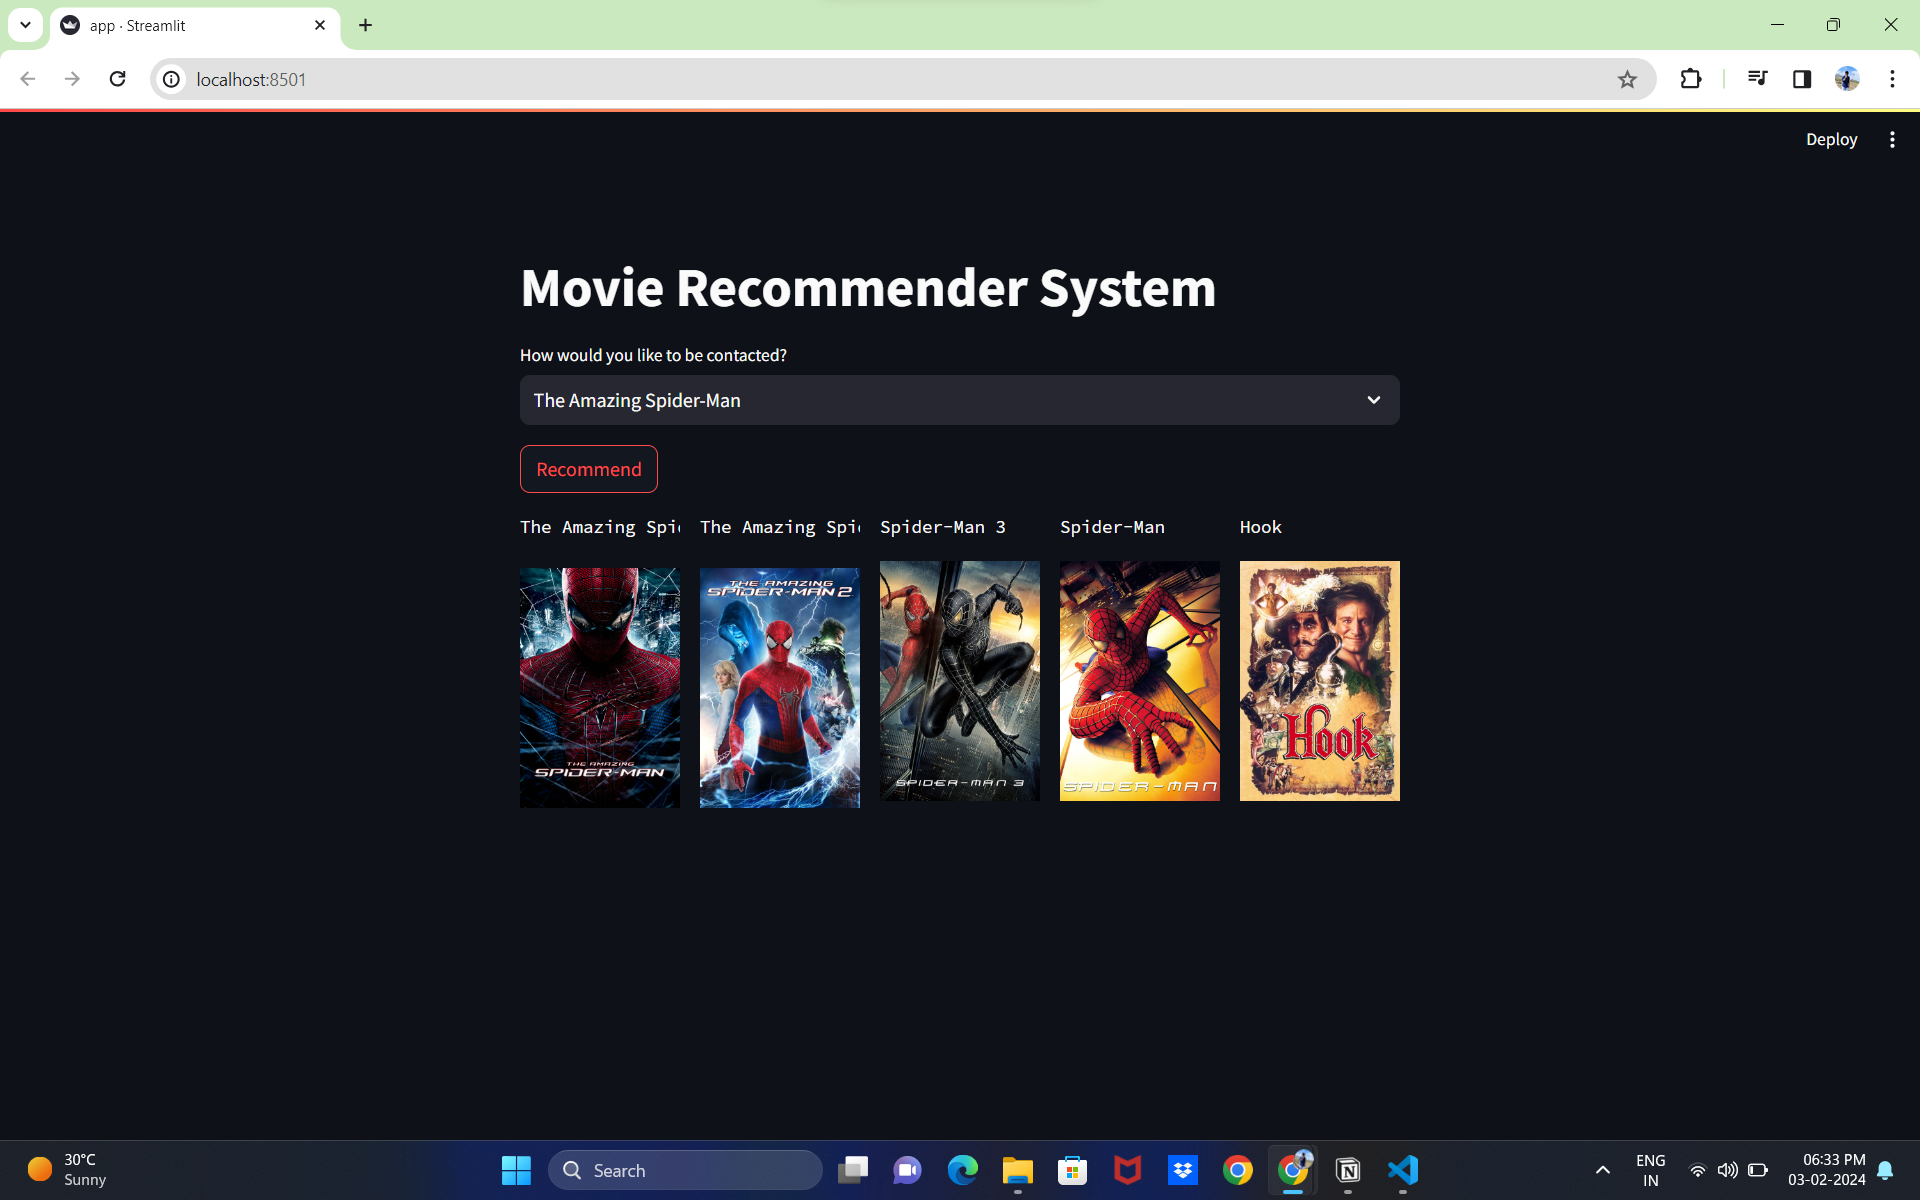 app · Streamlit
localhost:8501
Deploy
Movie Recommender System
How would you like to be contacted?
The Amazing Spider-Man
Recommend
The Amazing Spi
The Amazing Spi
Spider-Man 3
Spider-Man
Hook
THE AMAZING
SPIDER-MAN
THE AMAZING
SPIDER-MAN 2
SPIDER-MAN 3
SPIDER-MAN
Hook
30°C
Sunny
Search
ENG
IN
06:33 PM
03-02-2024